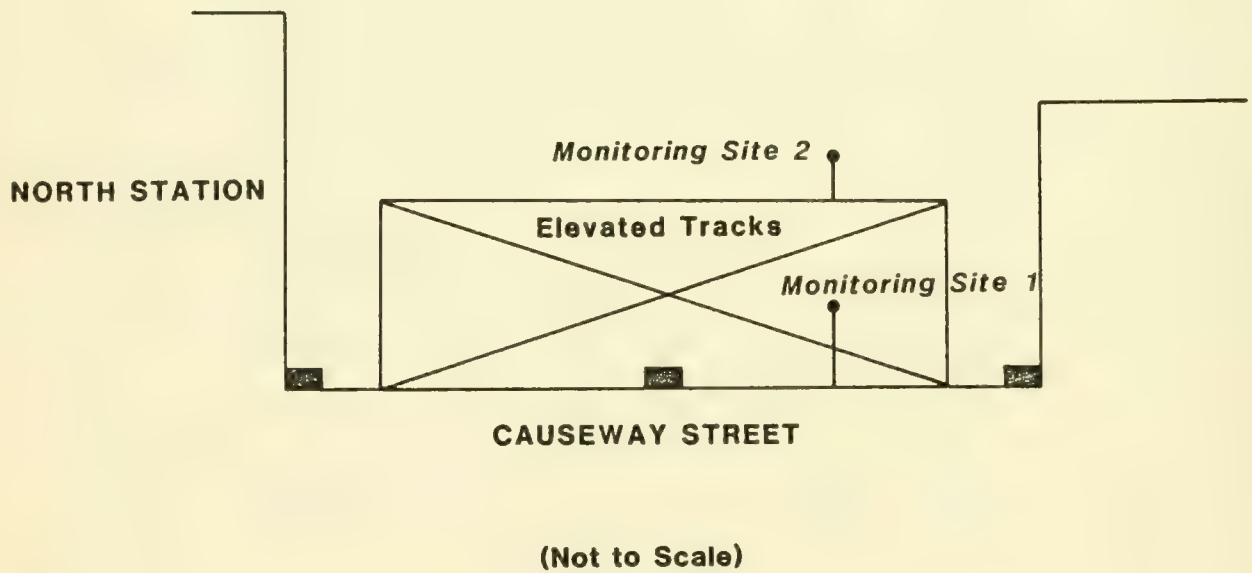 Monitoring Site 2
NORTH STATION
Elevated Tracks
Monitoring Site 1
CAUSEWAY STREET
(Not to Scale)